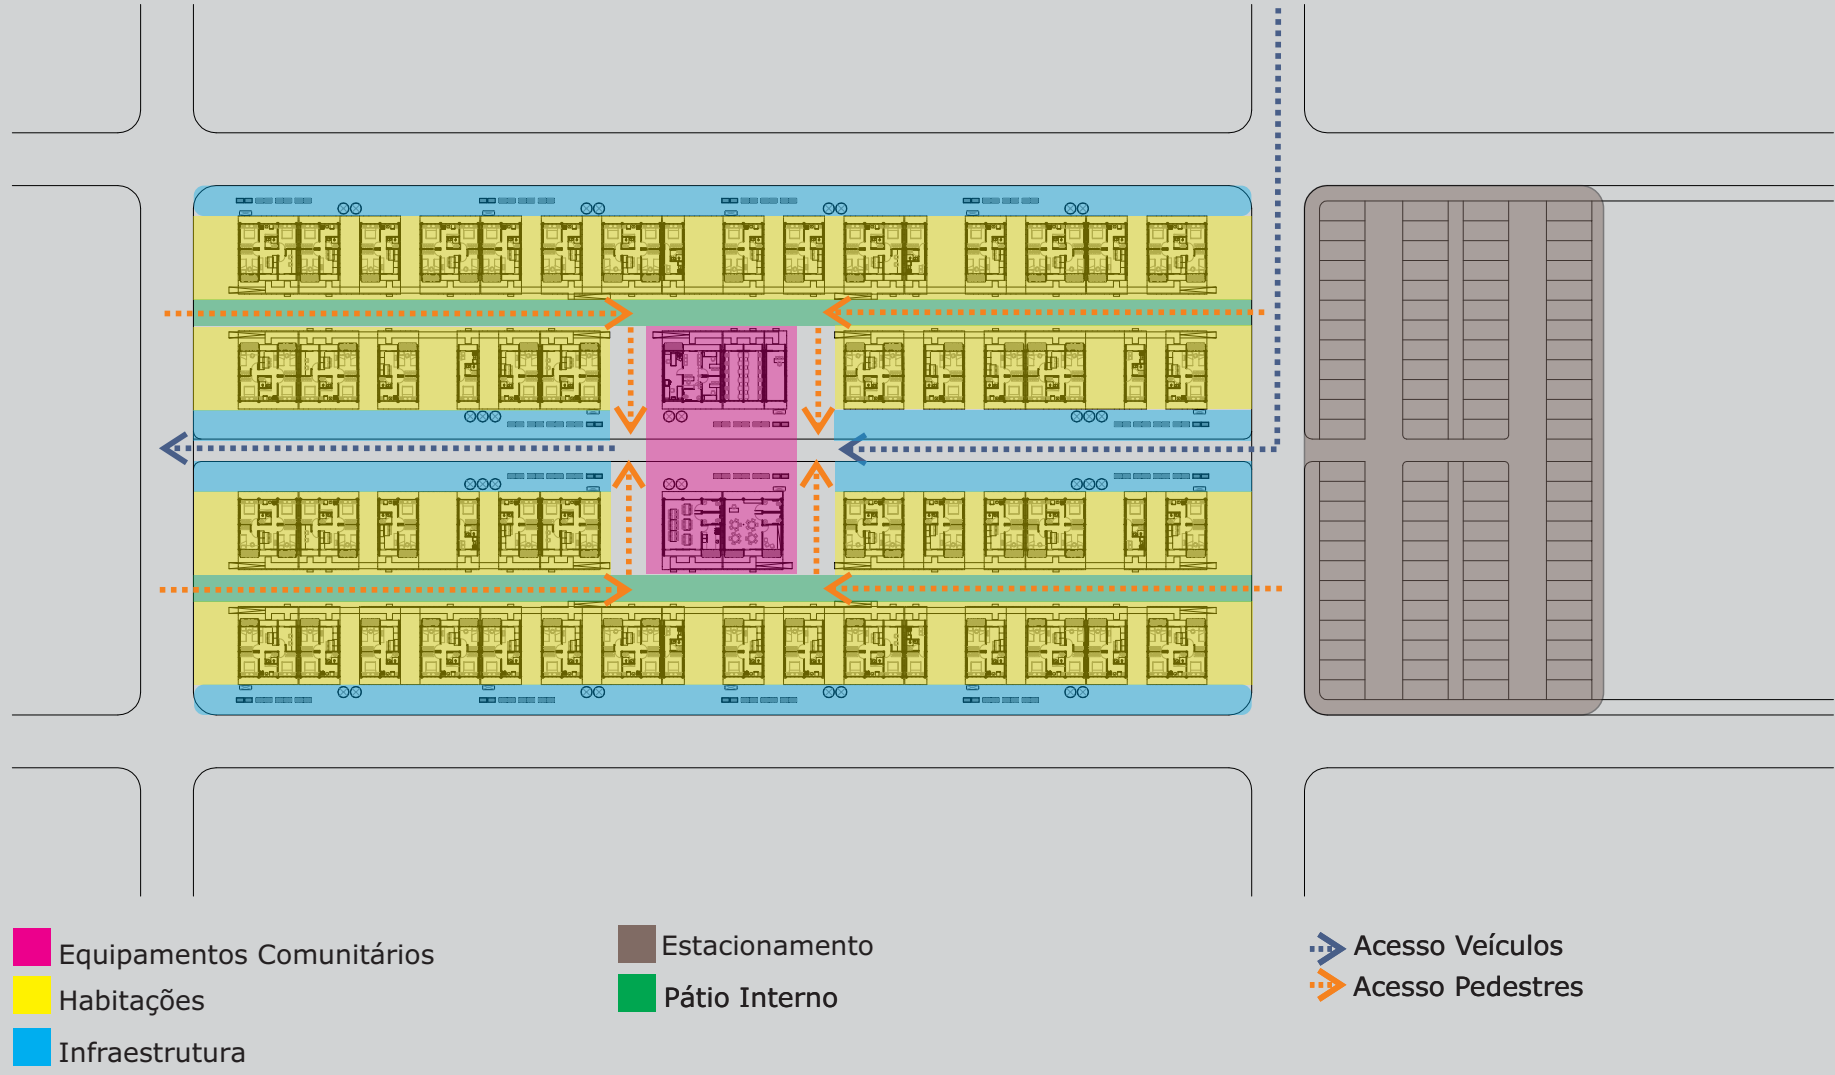 Equipamentos Comunitários
Habitações
Infraestrutura
Estacionamento
Pátio Interno
Acesso Veículos
Acesso Pedestres